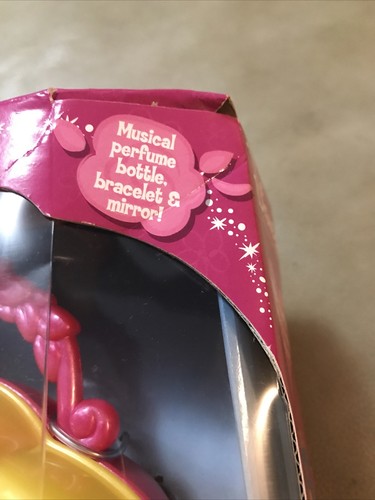 Musical
perfume
bottle,
bracelet &
mirror!